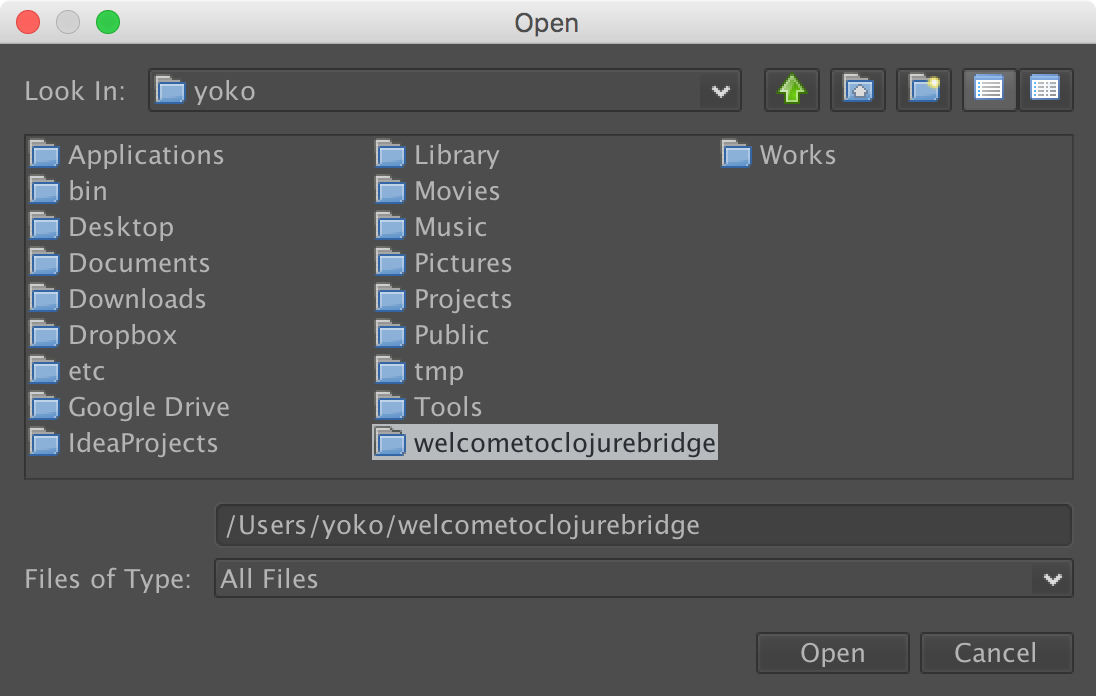 Open
Look In: yoko
Applications
bin
Desktop
Documents
Downloads
Dropbox
etc
Google Drive
IdeaProjects
Library
Movies
Music
Pictures
Projects
Public
tmp
Tools
welcometoclojurebridge
Works
/Users/yoko/welcometoclojurebridge
Files of Type: All Files
Open Cancel